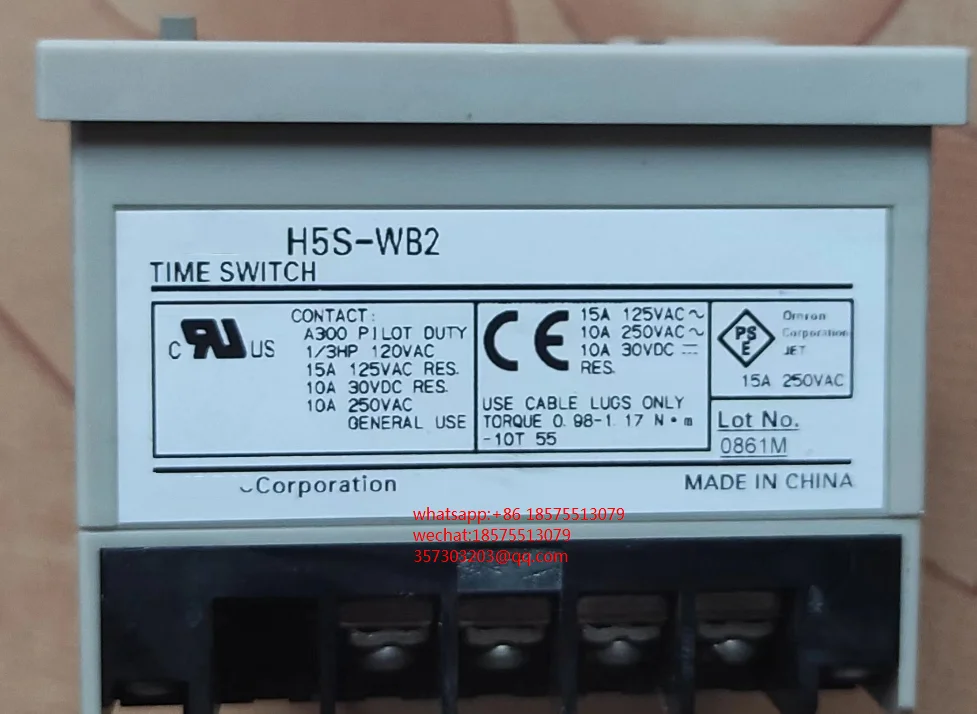 H5S-WB2
TIME SWITCH
C UR US
CONTACT:
A300 PILOT DUTY
1/3HP 120VAC
15A 125VAC RES.
10A 30VDC RES.
10A 250VAC
GENERAL USE
CE
15A 125VAC~
10A 250VAC~
10A 30VDC ⎓
RES.
USE CABLE LUGS ONLY
TORQUE 0.98-1.17 N•m
-10T 55
PS
E
Omron
Corporation
JET
15A 250VAC
Lot No.
0861M
Corporation
MADE IN CHINA
whatsapp:+86 18575513079
wechat:18575513079
357303203@qq.com